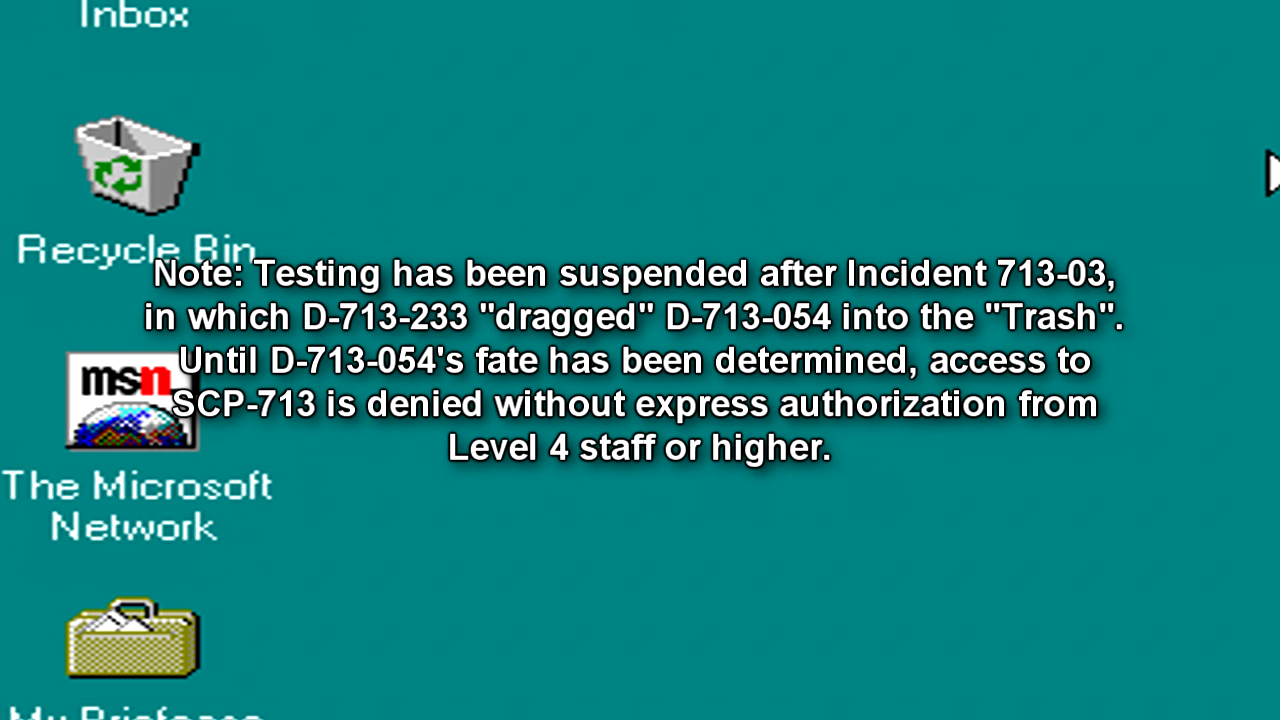 Inbox
Recycle Bin
Note: Testing has been suspended after Incident 713-03,
in which D-713-233 "dragged" D-713-054 into the "Trash".
Until D-713-054's fate has been determined, access to
SCP-713 is denied without express authorization from
Level 4 staff or higher.
msn
The Microsoft
Network
My Briefcase